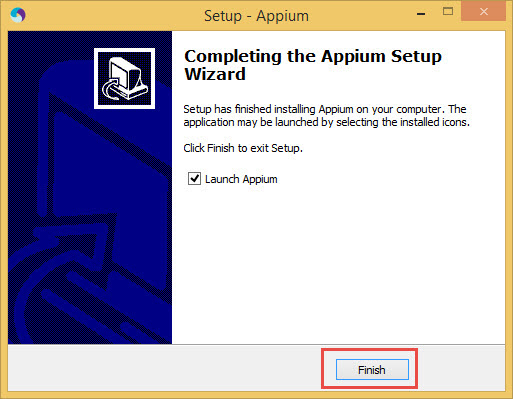 Setup - Appium
Completing the Appium Setup
Wizard
Setup has finished installing Appium on your computer. The
application may be launched by selecting the installed icons.
Click Finish to exit Setup.
Launch Appium
Finish